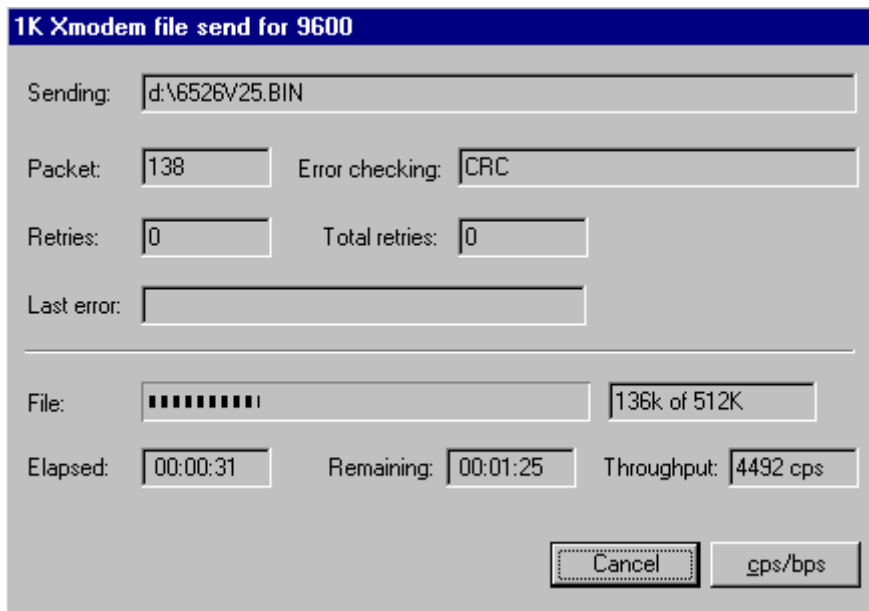 1K Xmodem file send for 9600
Sending: d:\6526V25.BIN
Packet: 138 Error checking: CRC
Retries: 0 Total retries: 0
Last error:
File: 136k of 512K
Elapsed: 00:00:31 Remaining: 00:01:25 Throughput: 4492 cps
Cancel cps/bps